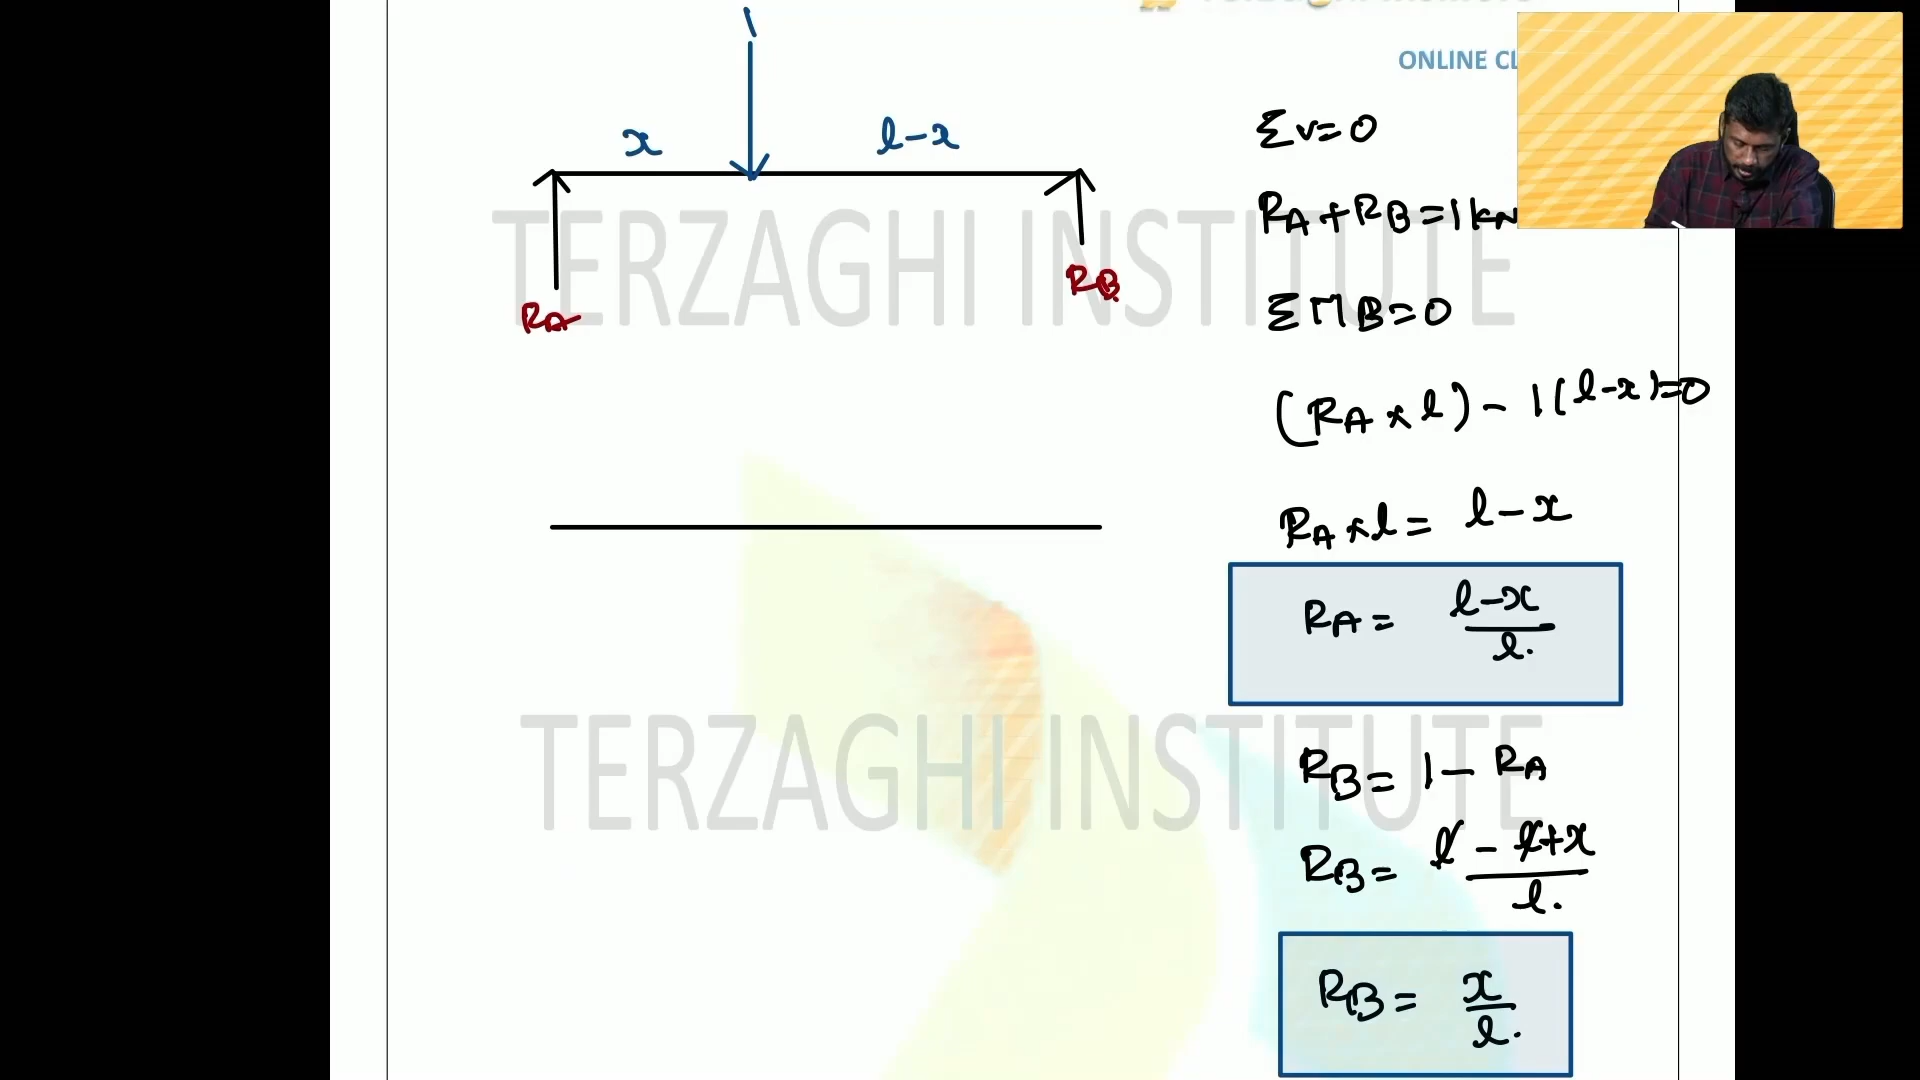 ONLINE CL
1
x
l-x
RA
RB
Σv=0
RA+RB=1kN
ΣMB=0
(RA×l)-1(l-x)=0
RA×l= l-x
RA= l-x
l.
RB= 1-RA
RB= l-l+x
l.
RB= x
l.
TERZAGHI INSTITUTE
TERZAGHI INSTITUTE